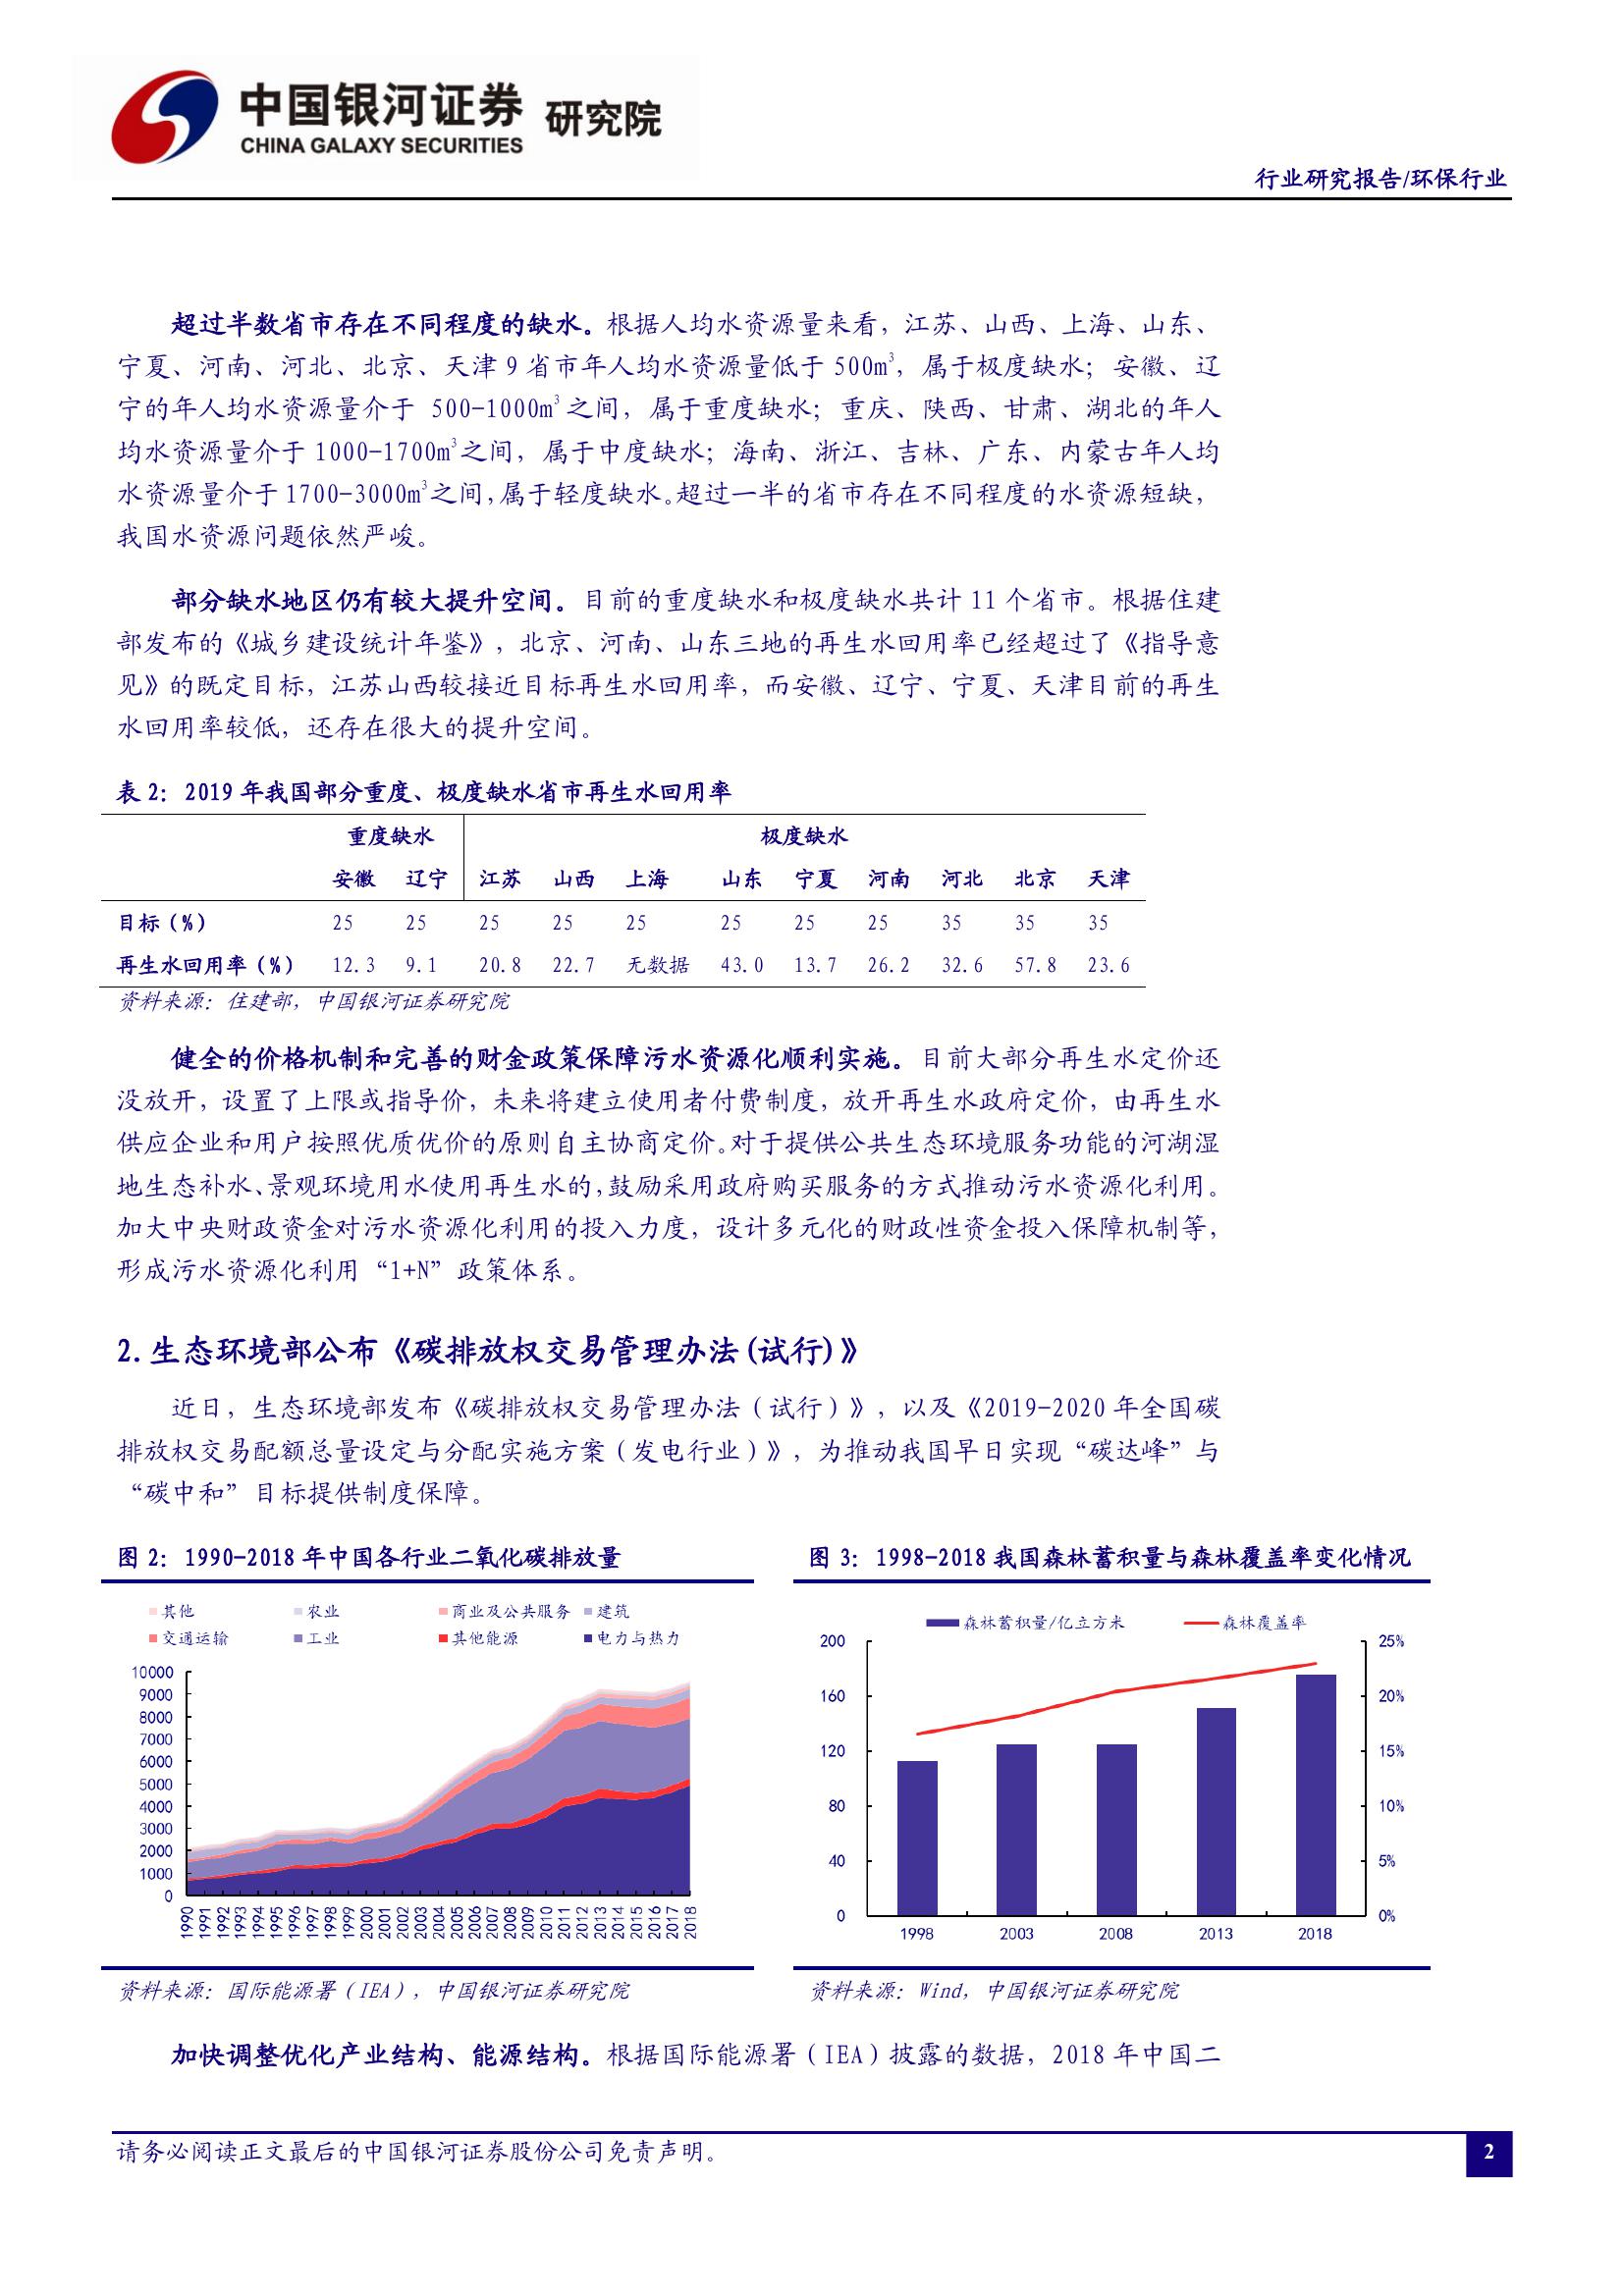 中国银河证券 研究院
CHINA GALAXY SECURITIES
行业研究报告/环保行业
超过半数省市存在不同程度的缺水。根据人均水资源量来看，江苏、山西、上海、山东、
宁夏、河南、河北、北京、天津 9 省市年人均水资源量低于 500m³，属于极度缺水；安徽、辽
宁的年人均水资源量介于 500-1000m³之间，属于重度缺水；重庆、陕西、甘肃、湖北的年人
均水资源量介于 1000-1700m³之间，属于中度缺水；海南、浙江、吉林、广东、内蒙古年人均
水资源量介于 1700-3000m³之间，属于轻度缺水。超过一半的省市存在不同程度的水资源短缺，
我国水资源问题依然严峻。
部分缺水地区仍有较大提升空间。目前的重度缺水和极度缺水共计 11 个省市。根据住建
部发布的《城乡建设统计年鉴》，北京、河南、山东三地的再生水回用率已经超过了《指导意
见》的既定目标，江苏山西较接近目标再生水回用率，而安徽、辽宁、宁夏、天津目前的再生
水回用率较低，还存在很大的提升空间。
表 2：2019 年我国部分重度、极度缺水省市再生水回用率
重度缺水 极度缺水
安徽 辽宁 江苏 山西 上海 山东 宁夏 河南 河北 北京 天津
目标（%） 25 25 25 25 25 25 25 25 35 35 35
再生水回用率（%） 12.3 9.1 20.8 22.7 无数据 43.0 13.7 26.2 32.6 57.8 23.6
资料来源：住建部，中国银河证券研究院
健全的价格机制和完善的财金政策保障污水资源化顺利实施。目前大部分再生水定价还
没放开，设置了上限或指导价，未来将建立使用者付费制度，放开再生水政府定价，由再生水
供应企业和用户按照优质优价的原则自主协商定价。对于提供公共生态环境服务功能的河湖湿
地生态补水、景观环境用水使用再生水的，鼓励采用政府购买服务的方式推动污水资源化利用。
加大中央财政资金对污水资源化利用的投入力度，设计多元化的财政性资金投入保障机制等，
形成污水资源化利用“1+N”政策体系。
2.生态环境部公布《碳排放权交易管理办法(试行)》
近日，生态环境部发布《碳排放权交易管理办法（试行）》，以及《2019-2020 年全国碳
排放权交易配额总量设定与分配实施方案（发电行业）》，为推动我国早日实现“碳达峰”与
“碳中和”目标提供制度保障。
图 2：1990-2018 年中国各行业二氧化碳排放量
其他 农业 商业及公共服务 建筑
交通运输 工业 其他能源 电力与热力
10000
9000
8000
7000
6000
5000
4000
3000
2000
1000
0
1990 1991 1992 1993 1994 1995 1996 1997 1998 1999 2000 2001 2002 2003 2004 2005 2006 2007 2008 2009 2010 2011 2012 2013 2014 2015 2016 2017 2018
资料来源：国际能源署（IEA），中国银河证券研究院
图 3：1998-2018 我国森林蓄积量与森林覆盖率变化情况
森林蓄积量/亿立方米 森林覆盖率
200 25%
160 20%
120 15%
80 10%
40 5%
0 0%
1998 2003 2008 2013 2018
资料来源：Wind，中国银河证券研究院
加快调整优化产业结构、能源结构。根据国际能源署（IEA）披露的数据，2018 年中国二
请务必阅读正文最后的中国银河证券股份公司免责声明。
2